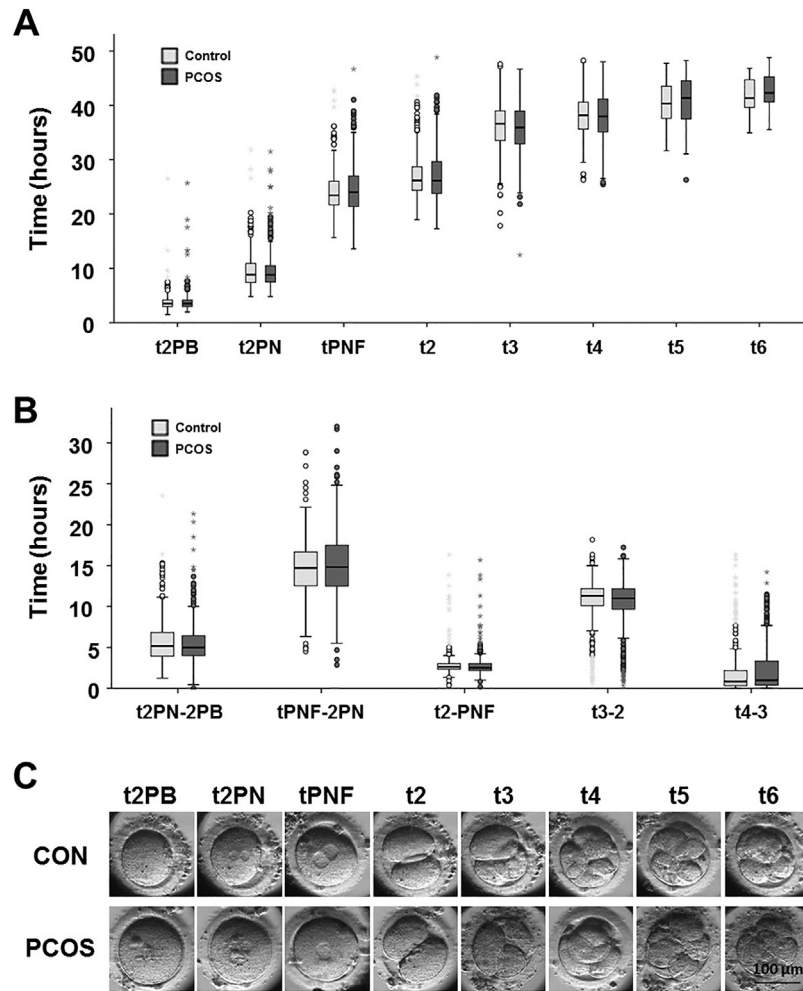 A
Control
PCOS
Time (hours)
50
40
30
20
10
0
t2PB t2PN tPNF t2 t3 t4 t5 t6
B
Control
PCOS
Time (hours)
30
25
20
15
10
5
0
t2PN-2PB tPNF-2PN t2-PNF t3-2 t4-3
C
t2PB t2PN tPNF t2 t3 t4 t5 t6
CON
PCOS
100 μm